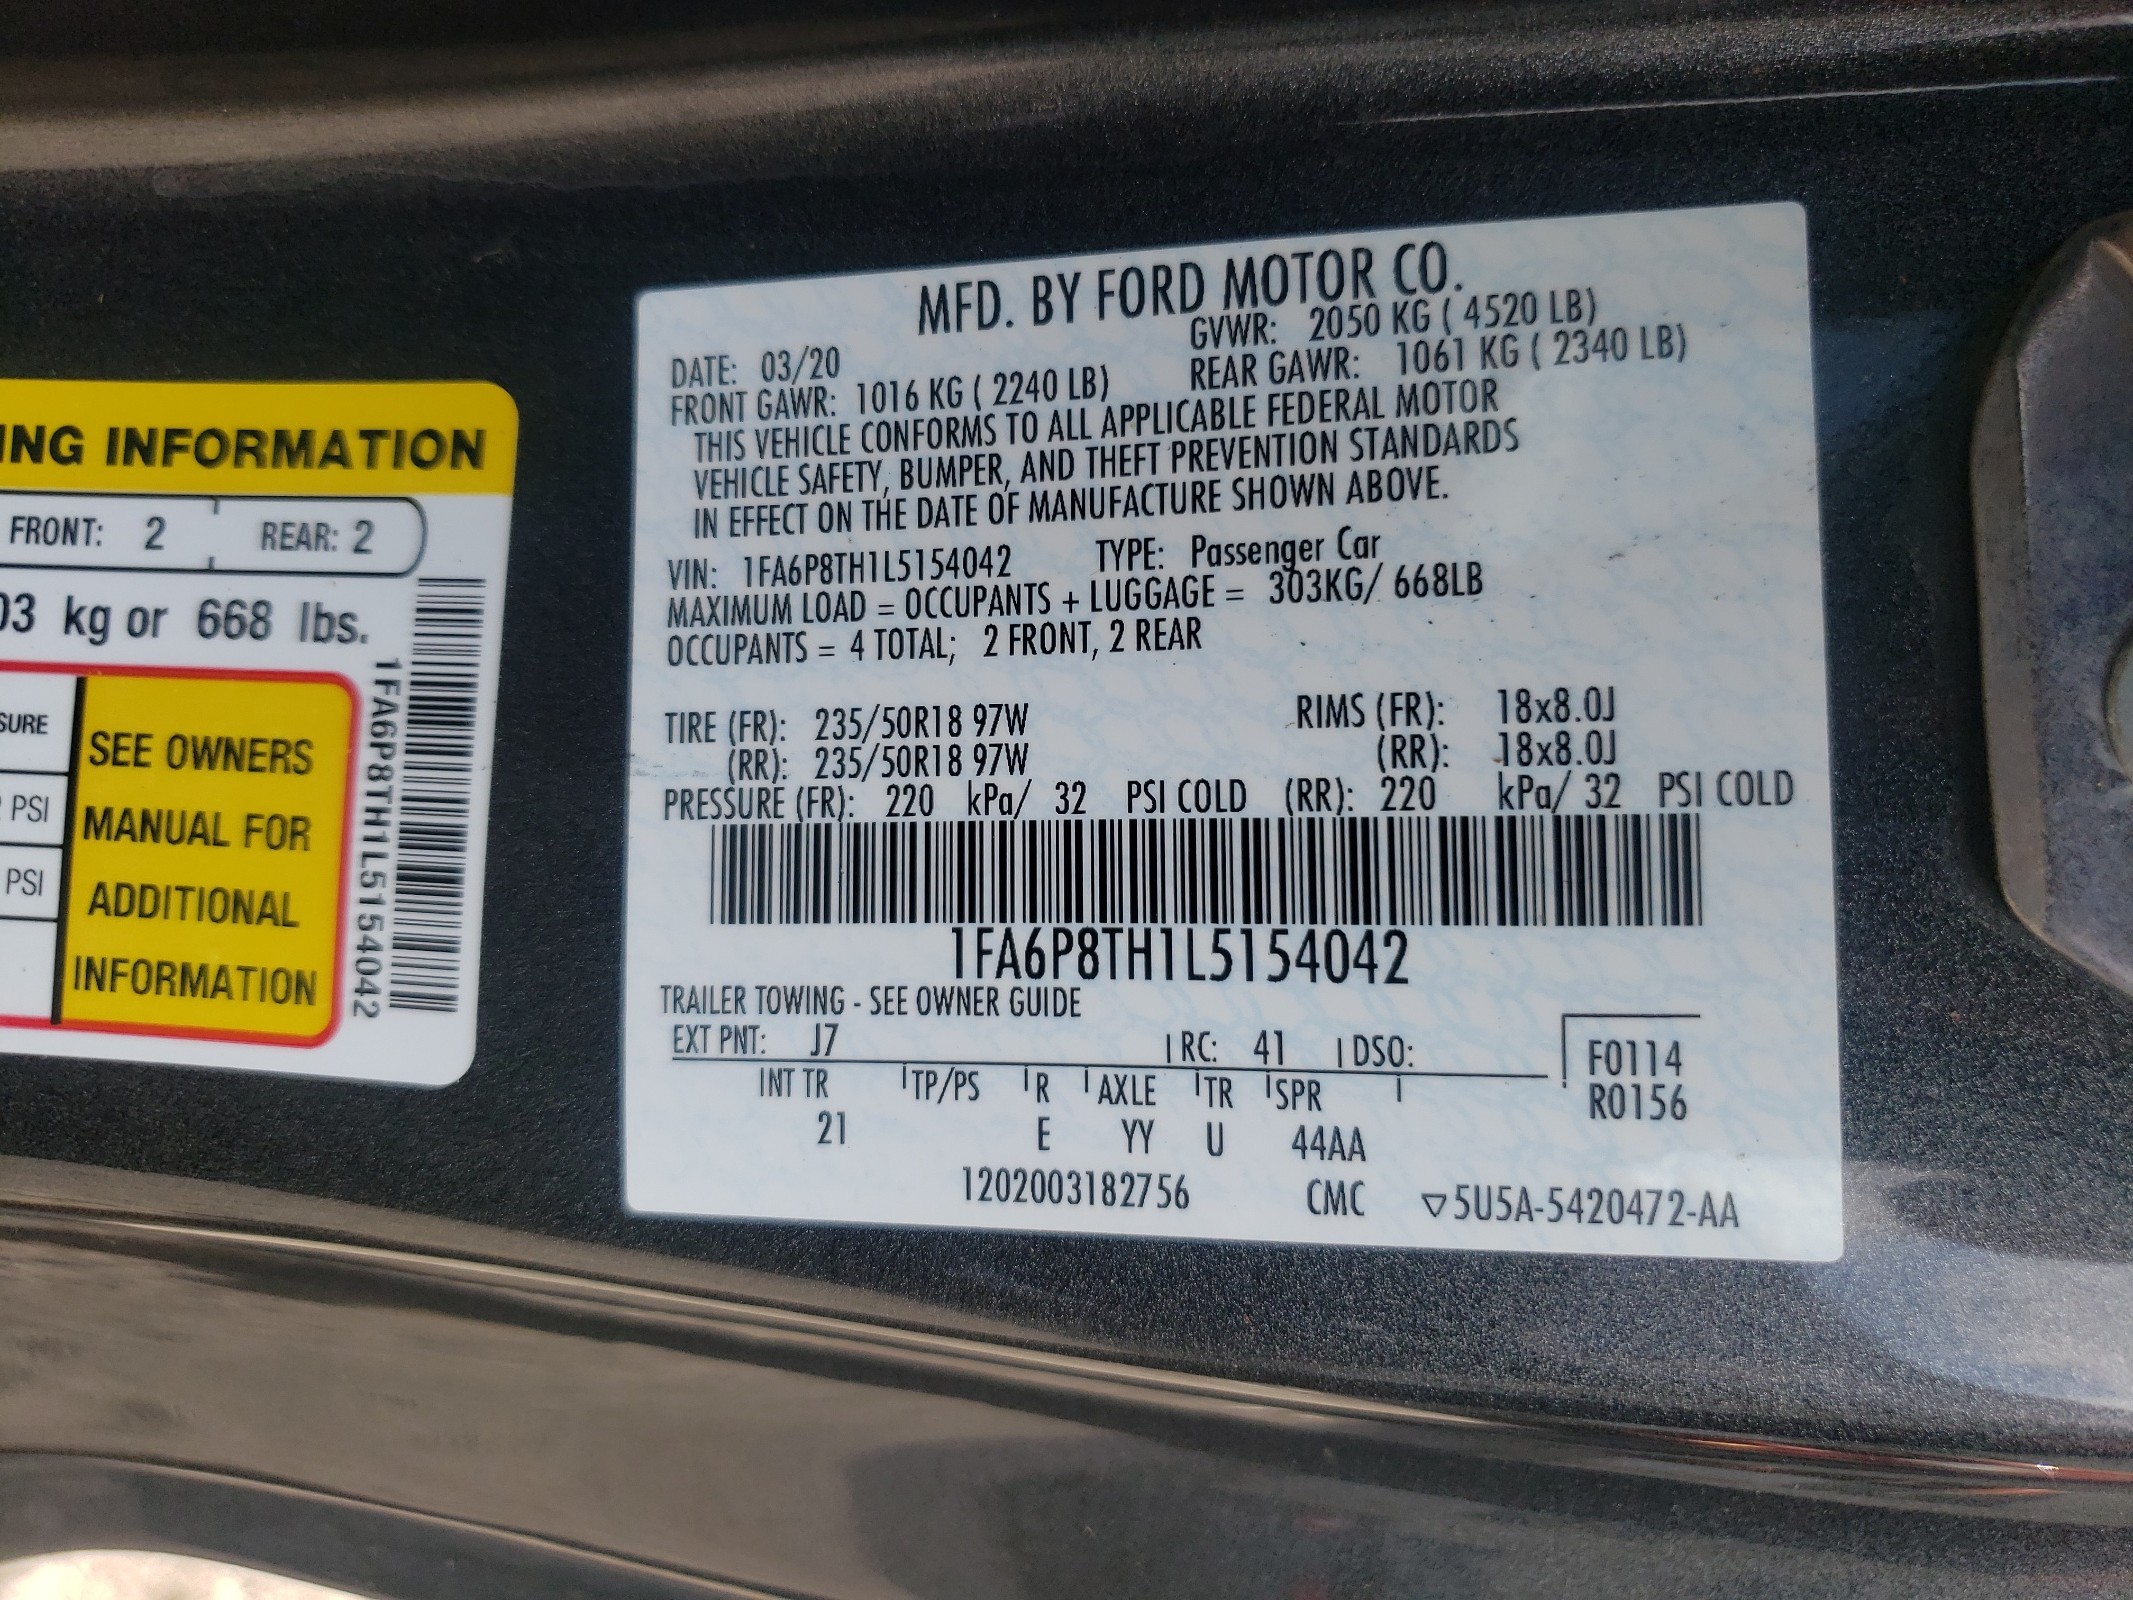 ING INFORMATION
FRONT: 2 REAR: 2
03 kg or 668 lbs.
SURE
PSI
PSI
SEE OWNERS
MANUAL FOR
ADDITIONAL
INFORMATION
1FA6P8TH1L5154042
MFD. BY FORD MOTOR CO.
DATE: 03/20 GVWR: 2050 KG ( 4520 LB)
FRONT GAWR: 1016 KG ( 2240 LB) REAR GAWR: 1061 KG ( 2340 LB)
THIS VEHICLE CONFORMS TO ALL APPLICABLE FEDERAL MOTOR
VEHICLE SAFETY, BUMPER, AND THEFT PREVENTION STANDARDS
IN EFFECT ON THE DATE OF MANUFACTURE SHOWN ABOVE.
VIN: 1FA6P8TH1L5154042 TYPE: Passenger Car
MAXIMUM LOAD = OCCUPANTS + LUGGAGE = 303KG/ 668LB
OCCUPANTS = 4 TOTAL; 2 FRONT, 2 REAR
TIRE (FR): 235/50R18 97W RIMS (FR): 18x8.0J
(RR): 235/50R18 97W (RR): 18x8.0J
PRESSURE (FR): 220 kPa/ 32 PSI COLD (RR): 220 kPa/ 32 PSI COLD
1FA6P8TH1L5154042
TRAILER TOWING - SEE OWNER GUIDE
EXT PNT: J7 RC: 41 DSO: F0114
INT TR TP/PS R AXLE TR SPR R0156
21 E YY U 44AA
1202003182756 CMC ▽5U5A-5420472-AA